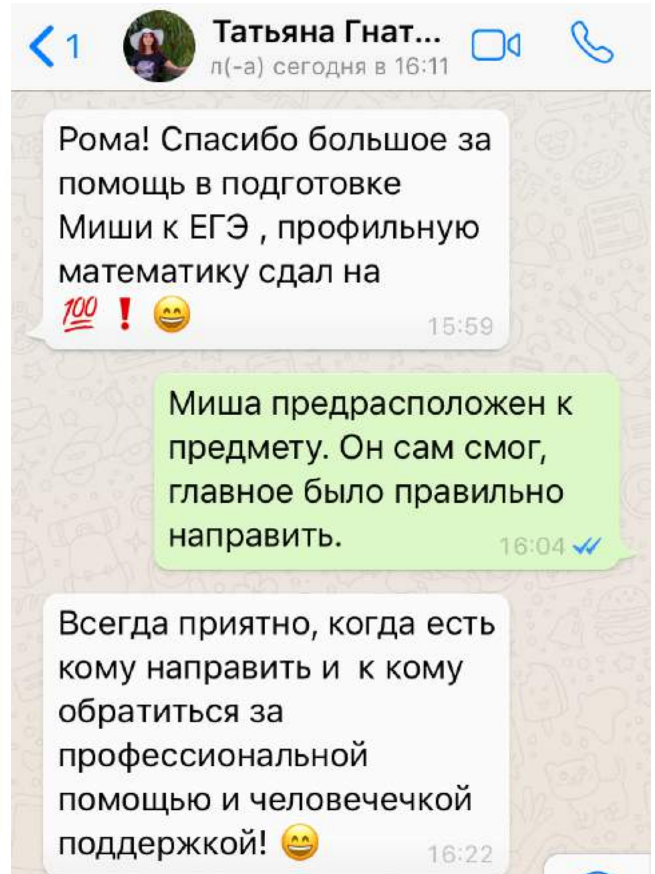 1
Татьяна Гнат...
л(-а) сегодня в 16:11
Рома! Спасибо большое за
помощь в подготовке
Миши к ЕГЭ , профильную
математику сдал на
💯❗😄
15:59
Миша предрасположен к
предмету. Он сам смог,
главное было правильно
направить.
16:04
Всегда приятно, когда есть
кому направить и к кому
обратиться за
профессиональной
помощью и человечечкой
поддержкой! 😄
16:22